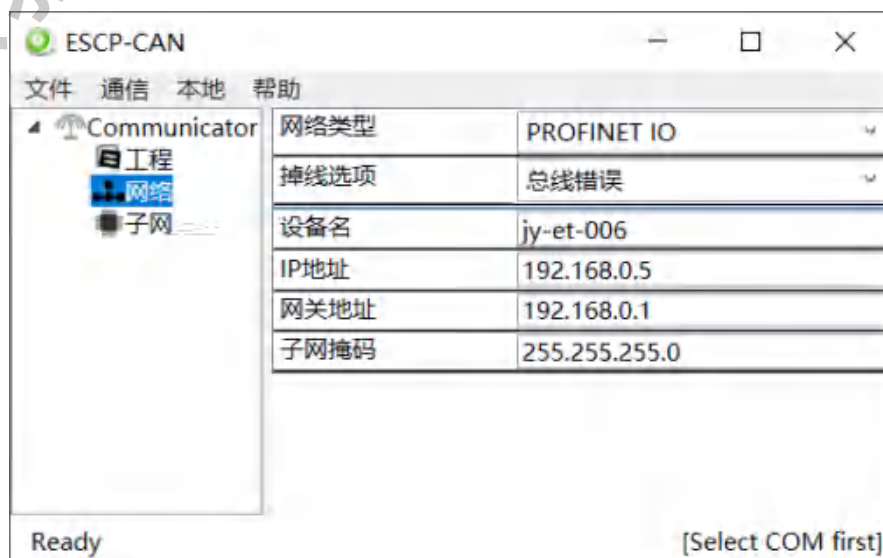 ESCP-CAN
文件 通信 本地 帮助
Communicator
工程
网络
子网
网络类型 PROFINET IO
掉线选项 总线错误
设备名 jy-et-006
IP地址 192.168.0.5
网关地址 192.168.0.1
子网掩码 255.255.255.0
Ready [Select COM first]